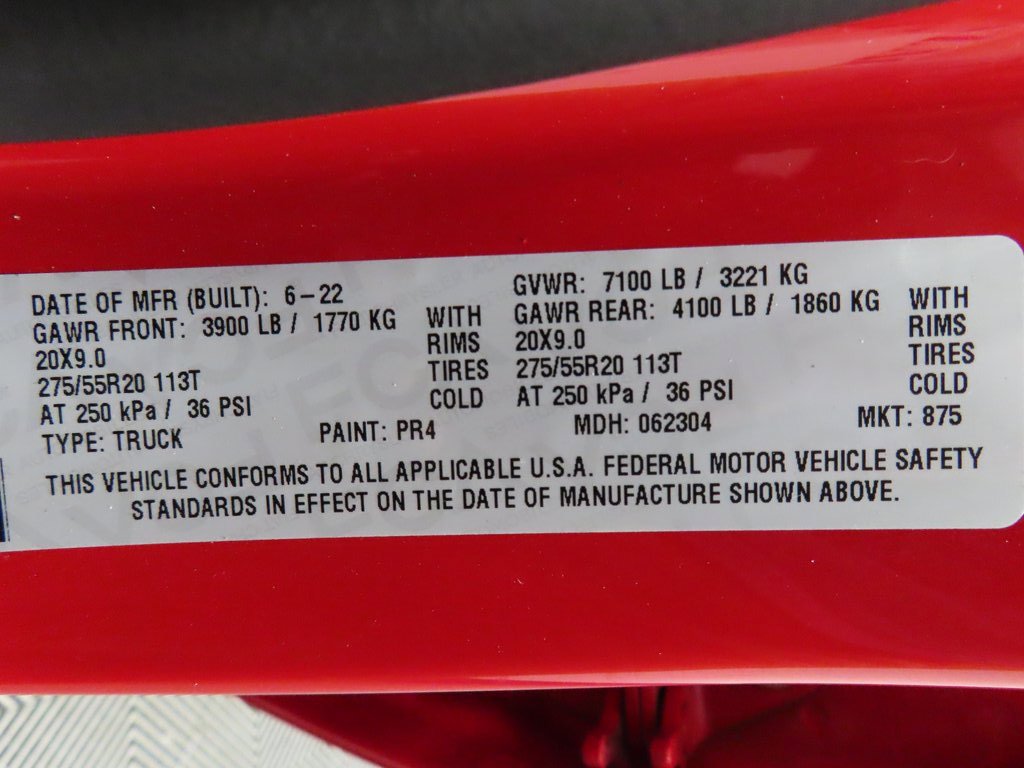 DATE OF MFR (BUILT): 6-22 GVWR: 7100 LB / 3221 KG
GAWR FRONT: 3900 LB / 1770 KG WITH GAWR REAR: 4100 LB / 1860 KG WITH
20X9.0 RIMS 20X9.0 RIMS
275/55R20 113T TIRES 275/55R20 113T TIRES
AT 250 kPa / 36 PSI COLD AT 250 kPa / 36 PSI COLD
TYPE: TRUCK PAINT: PR4 MDH: 062304 MKT: 875
THIS VEHICLE CONFORMS TO ALL APPLICABLE U.S.A. FEDERAL MOTOR VEHICLE SAFETY
STANDARDS IN EFFECT ON THE DATE OF MANUFACTURE SHOWN ABOVE.